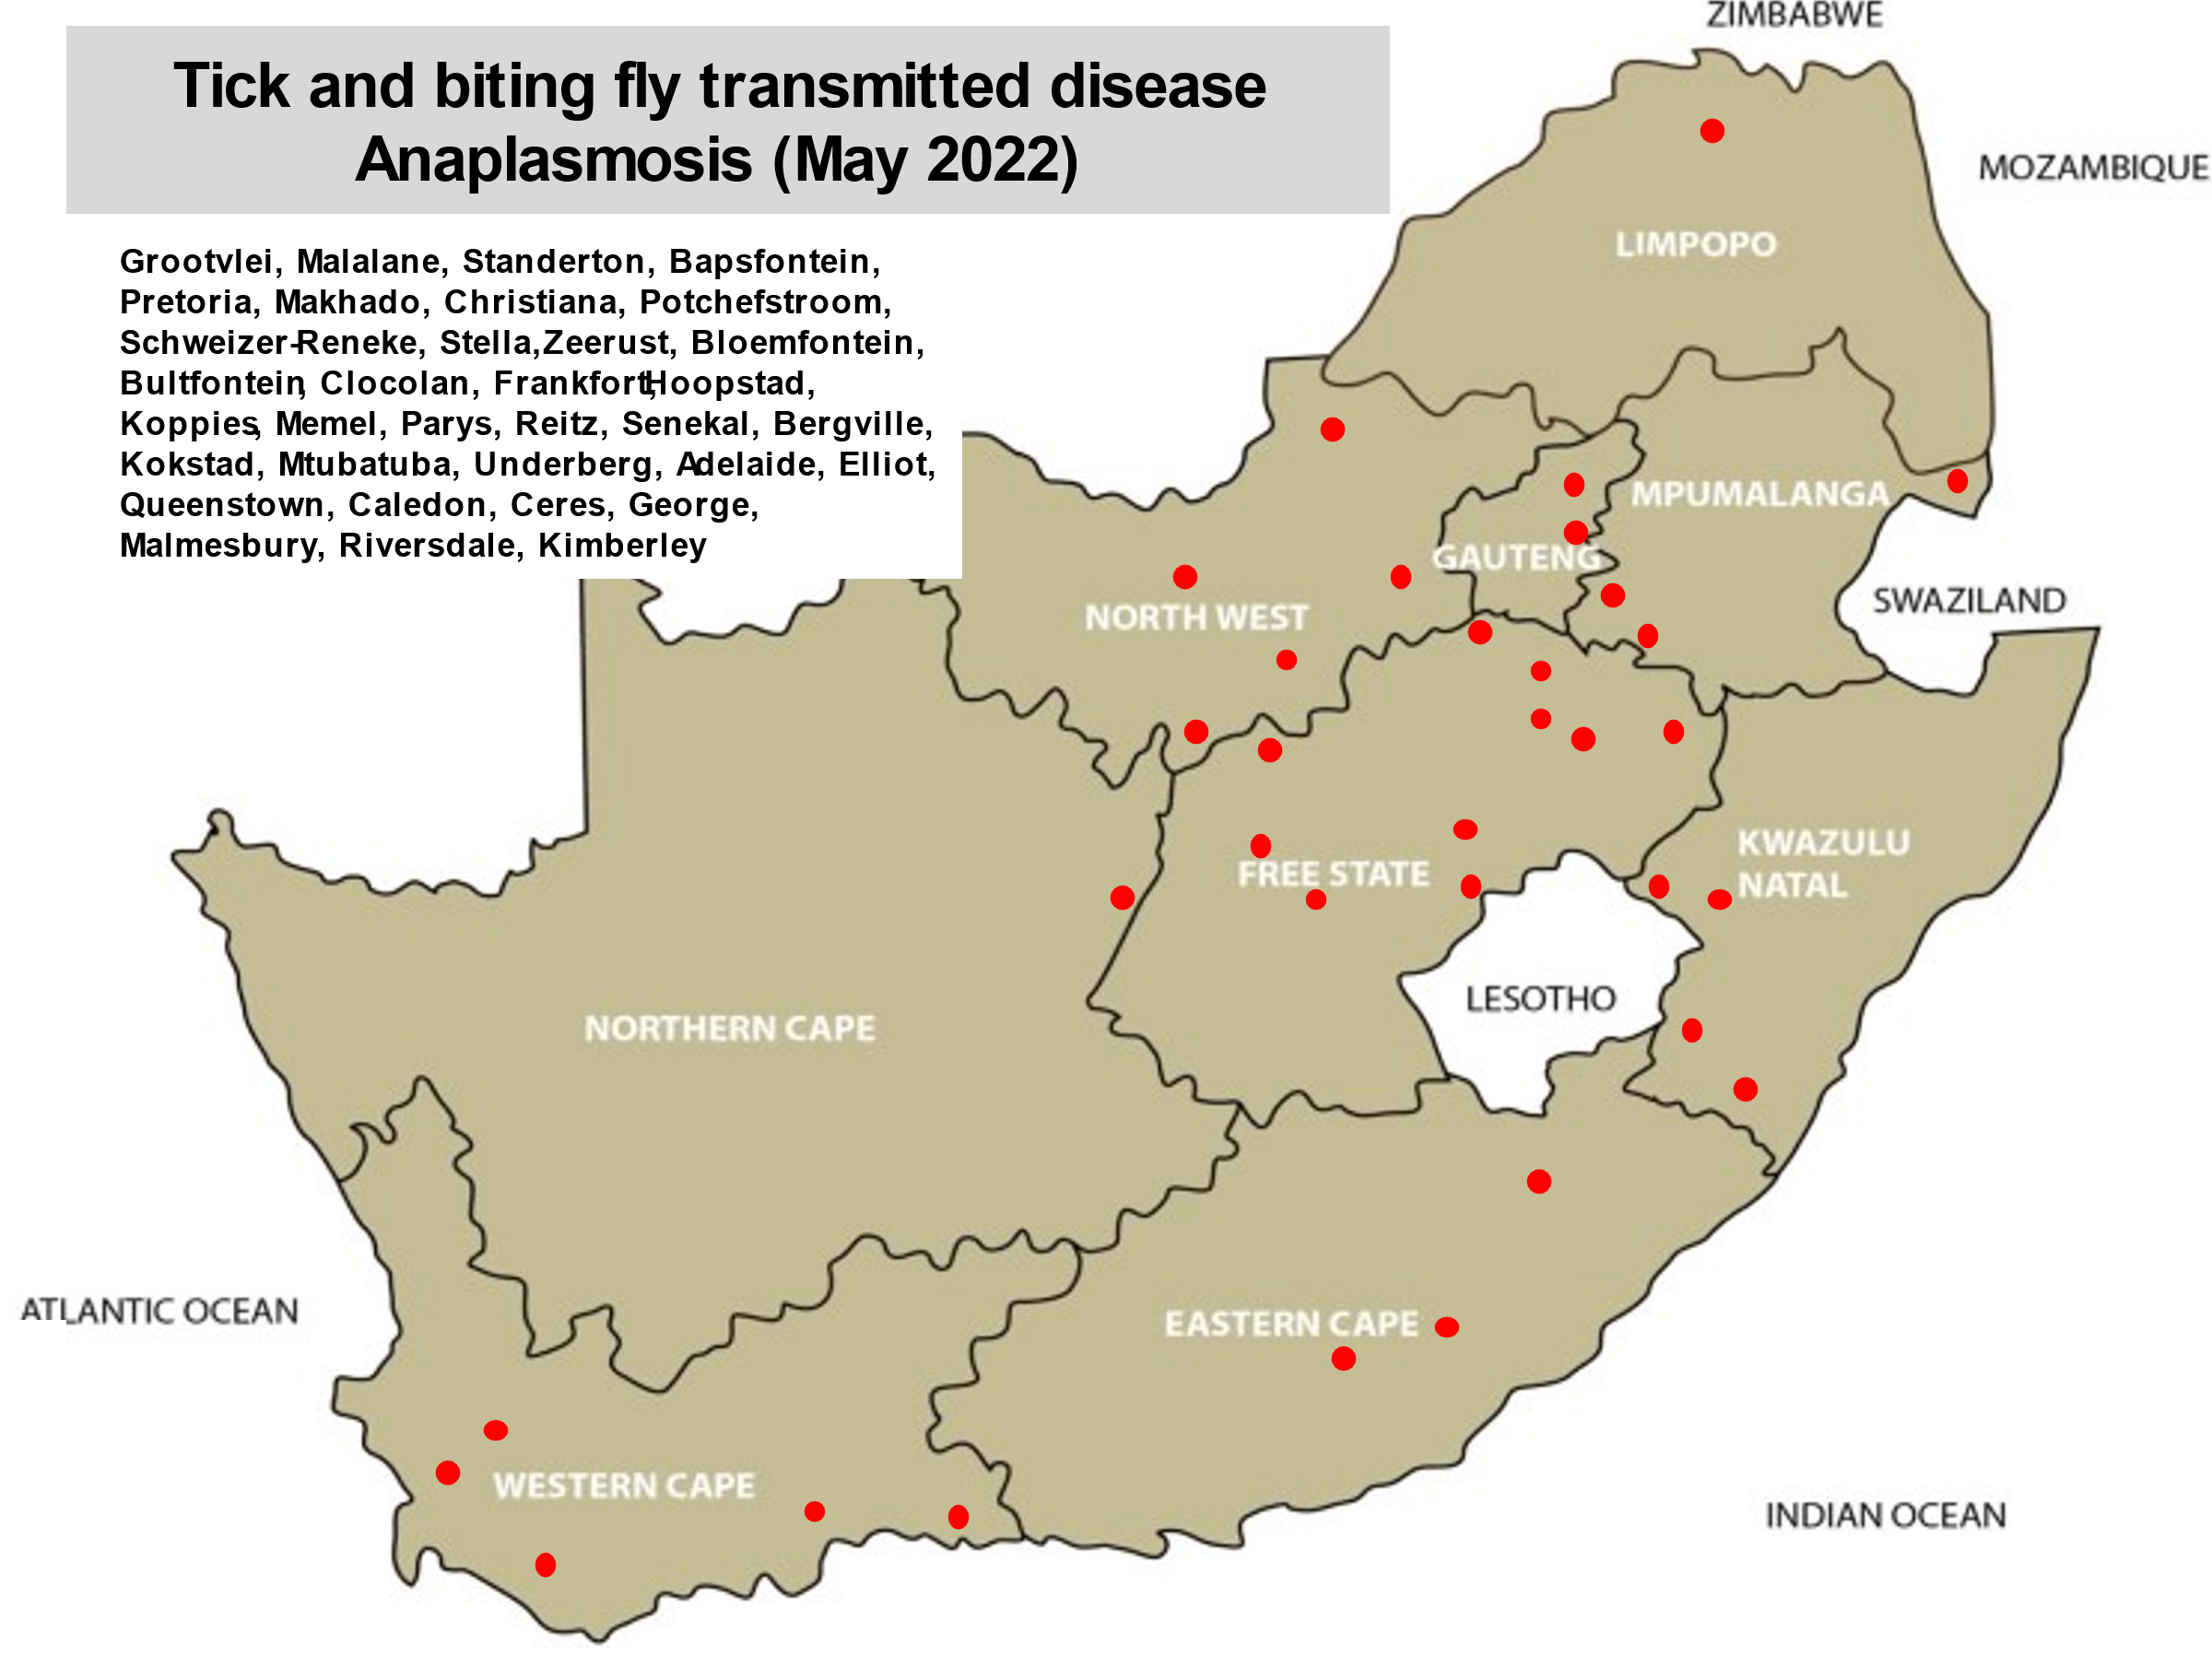 Tick and biting fly transmitted disease
Anaplasmosis (May 2022)
Grootvlei, Malalane, Standerton, Bapsfontein,
Pretoria, Makhado, Christiana, Potchefstroom,
Schweizer-Reneke, Stella,Zeerust, Bloemfontein,
Bultfontein, Clocolan, Frankfort,Hoopstad,
Koppies, Memel, Parys, Reitz, Senekal, Bergville,
Kokstad, Mtubatuba, Underberg, Adelaide, Elliot,
Queenstown, Caledon, Ceres, George,
Malmesbury, Riversdale, Kimberley
ZIMBABWE
MOZAMBIQUE
LIMPOPO
MPUMALANGA
GAUTENG
SWAZILAND
NORTH WEST
KWAZULU
NATAL
FREE STATE
LESOTHO
NORTHERN CAPE
ATLANTIC OCEAN
EASTERN CAPE
WESTERN CAPE
INDIAN OCEAN